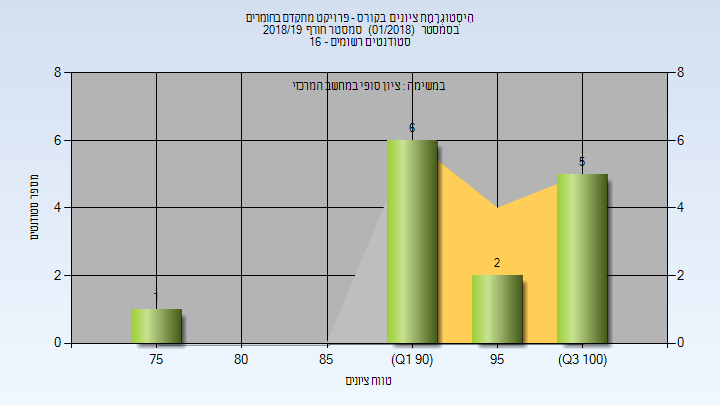 היסטוגרמת ציונים בקורס - פרויקט מתקדם בחומרים
בסמסטר (01/2018) סמסטר חורף 2018/19
סטודנטים רשומים - 16
במשימה : ציון סופי במחשב המרכזי
8 8
6 6
4 4
2 2
0 0
1 6 2 5
מספר סטודנטים
75 80 85 (Q1 90) 95 (Q3 100)
טווח ציונים